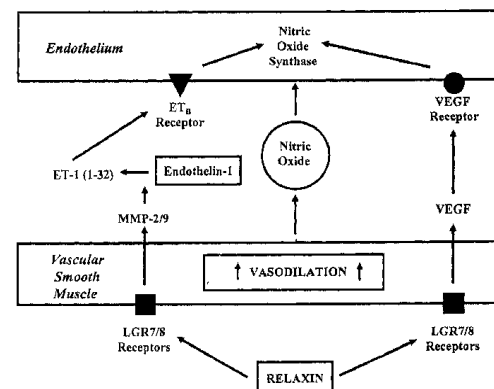 Endothelium
Nitric
Oxide
Synthase
ET_B
Receptor
VEGF
Receptor
ET-1 (1-32)
Endothelin-1
Nitric
Oxide
MMP-2/9
VEGF
Vascular
Smooth
Muscle
↑ VASODILATION ↑
LGR7/8
Receptors
LGR7/8
Receptors
RELAXIN